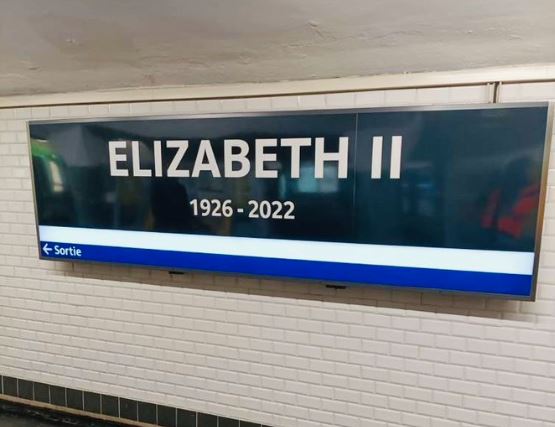 ELIZABETH II
1926 - 2022
← Sortie